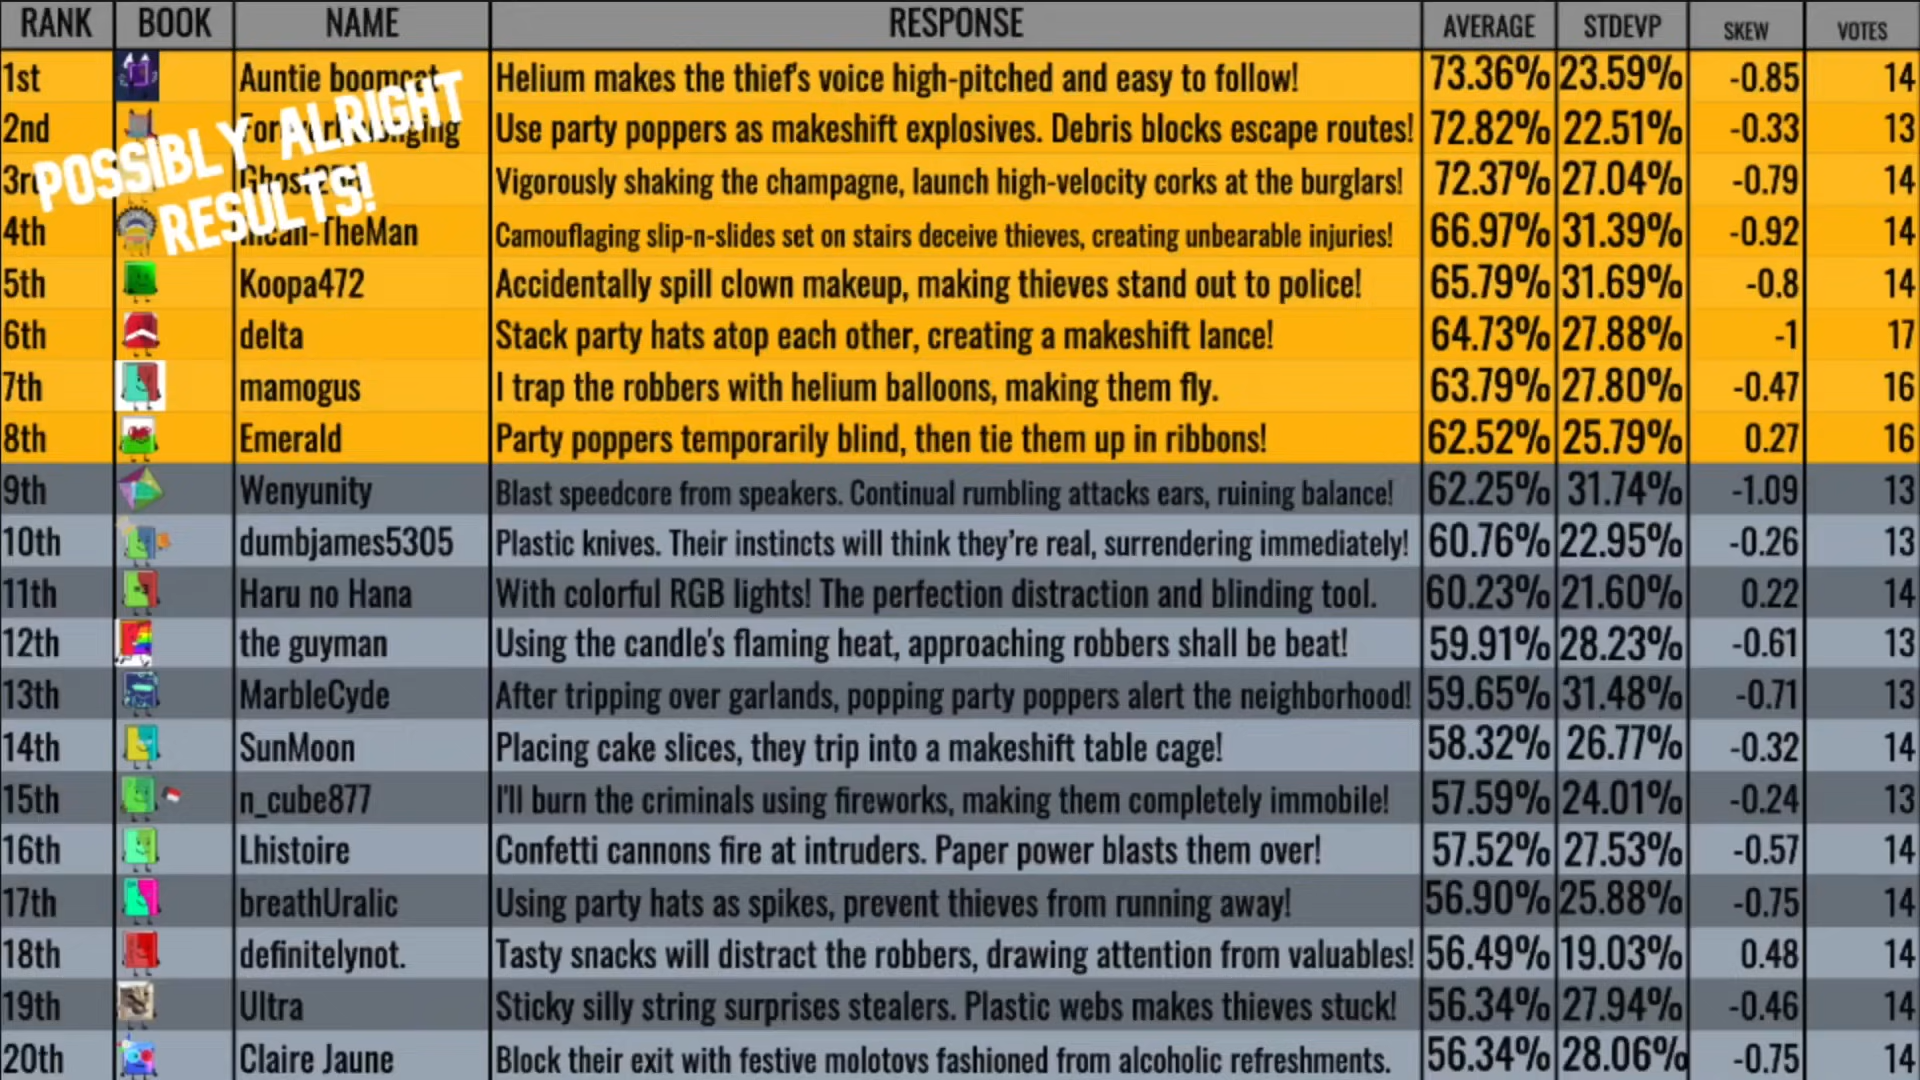 RANK BOOK NAME RESPONSE AVERAGE STDEVP SKEW VOTES
1st Auntie boomcat Helium makes the thief's voice high-pitched and easy to follow! 73.36% 23.59% -0.85 14
2nd Use party poppers as makeshift explosives. Debris blocks escape routes! 72.82% 22.51% -0.33 13
3rd Vigorously shaking the champagne, launch high-velocity corks at the burglars! 72.37% 27.04% -0.79 14
4th Camouflaging slip-n-slides set on stairs deceive thieves, creating unbearable injuries! 66.97% 31.39% -0.92 14
POSSIBLY ALRIGHT
RESULTS!
5th Koopa472 Accidentally spill clown makeup, making thieves stand out to police! 65.79% 31.69% -0.8 14
6th delta Stack party hats atop each other, creating a makeshift lance! 64.73% 27.88% -1 17
7th mamogus I trap the robbers with helium balloons, making them fly. 63.79% 27.80% -0.47 16
8th Emerald Party poppers temporarily blind, then tie them up in ribbons! 62.52% 25.79% 0.27 16
9th Wenyunity Blast speedcore from speakers. Continual rumbling attacks ears, ruining balance! 62.25% 31.74% -1.09 13
10th dumbjames5305 Plastic knives. Their instincts will think they're real, surrendering immediately! 60.76% 22.95% -0.26 13
11th Haru no Hana With colorful RGB lights! The perfection distraction and blinding tool. 60.23% 21.60% 0.22 14
12th the guyman Using the candle's flaming heat, approaching robbers shall be beat! 59.91% 28.23% -0.61 13
13th MarbleCyde After tripping over garlands, popping party poppers alert the neighborhood! 59.65% 31.48% -0.71 13
14th SunMoon Placing cake slices, they trip into a makeshift table cage! 58.32% 26.77% -0.32 14
15th n_cube877 I'll burn the criminals using fireworks, making them completely immobile! 57.59% 24.01% -0.24 13
16th Lhistoire Confetti cannons fire at intruders. Paper power blasts them over! 57.52% 27.53% -0.57 14
17th breathUralic Using party hats as spikes, prevent thieves from running away! 56.90% 25.88% -0.75 14
18th definitelynot. Tasty snacks will distract the robbers, drawing attention from valuables! 56.49% 19.03% 0.48 14
19th Ultra Sticky silly string surprises stealers. Plastic webs makes thieves stuck! 56.34% 27.94% -0.46 14
20th Claire Jaune Block their exit with festive molotovs fashioned from alcoholic refreshments. 56.34% 28.06% -0.75 14